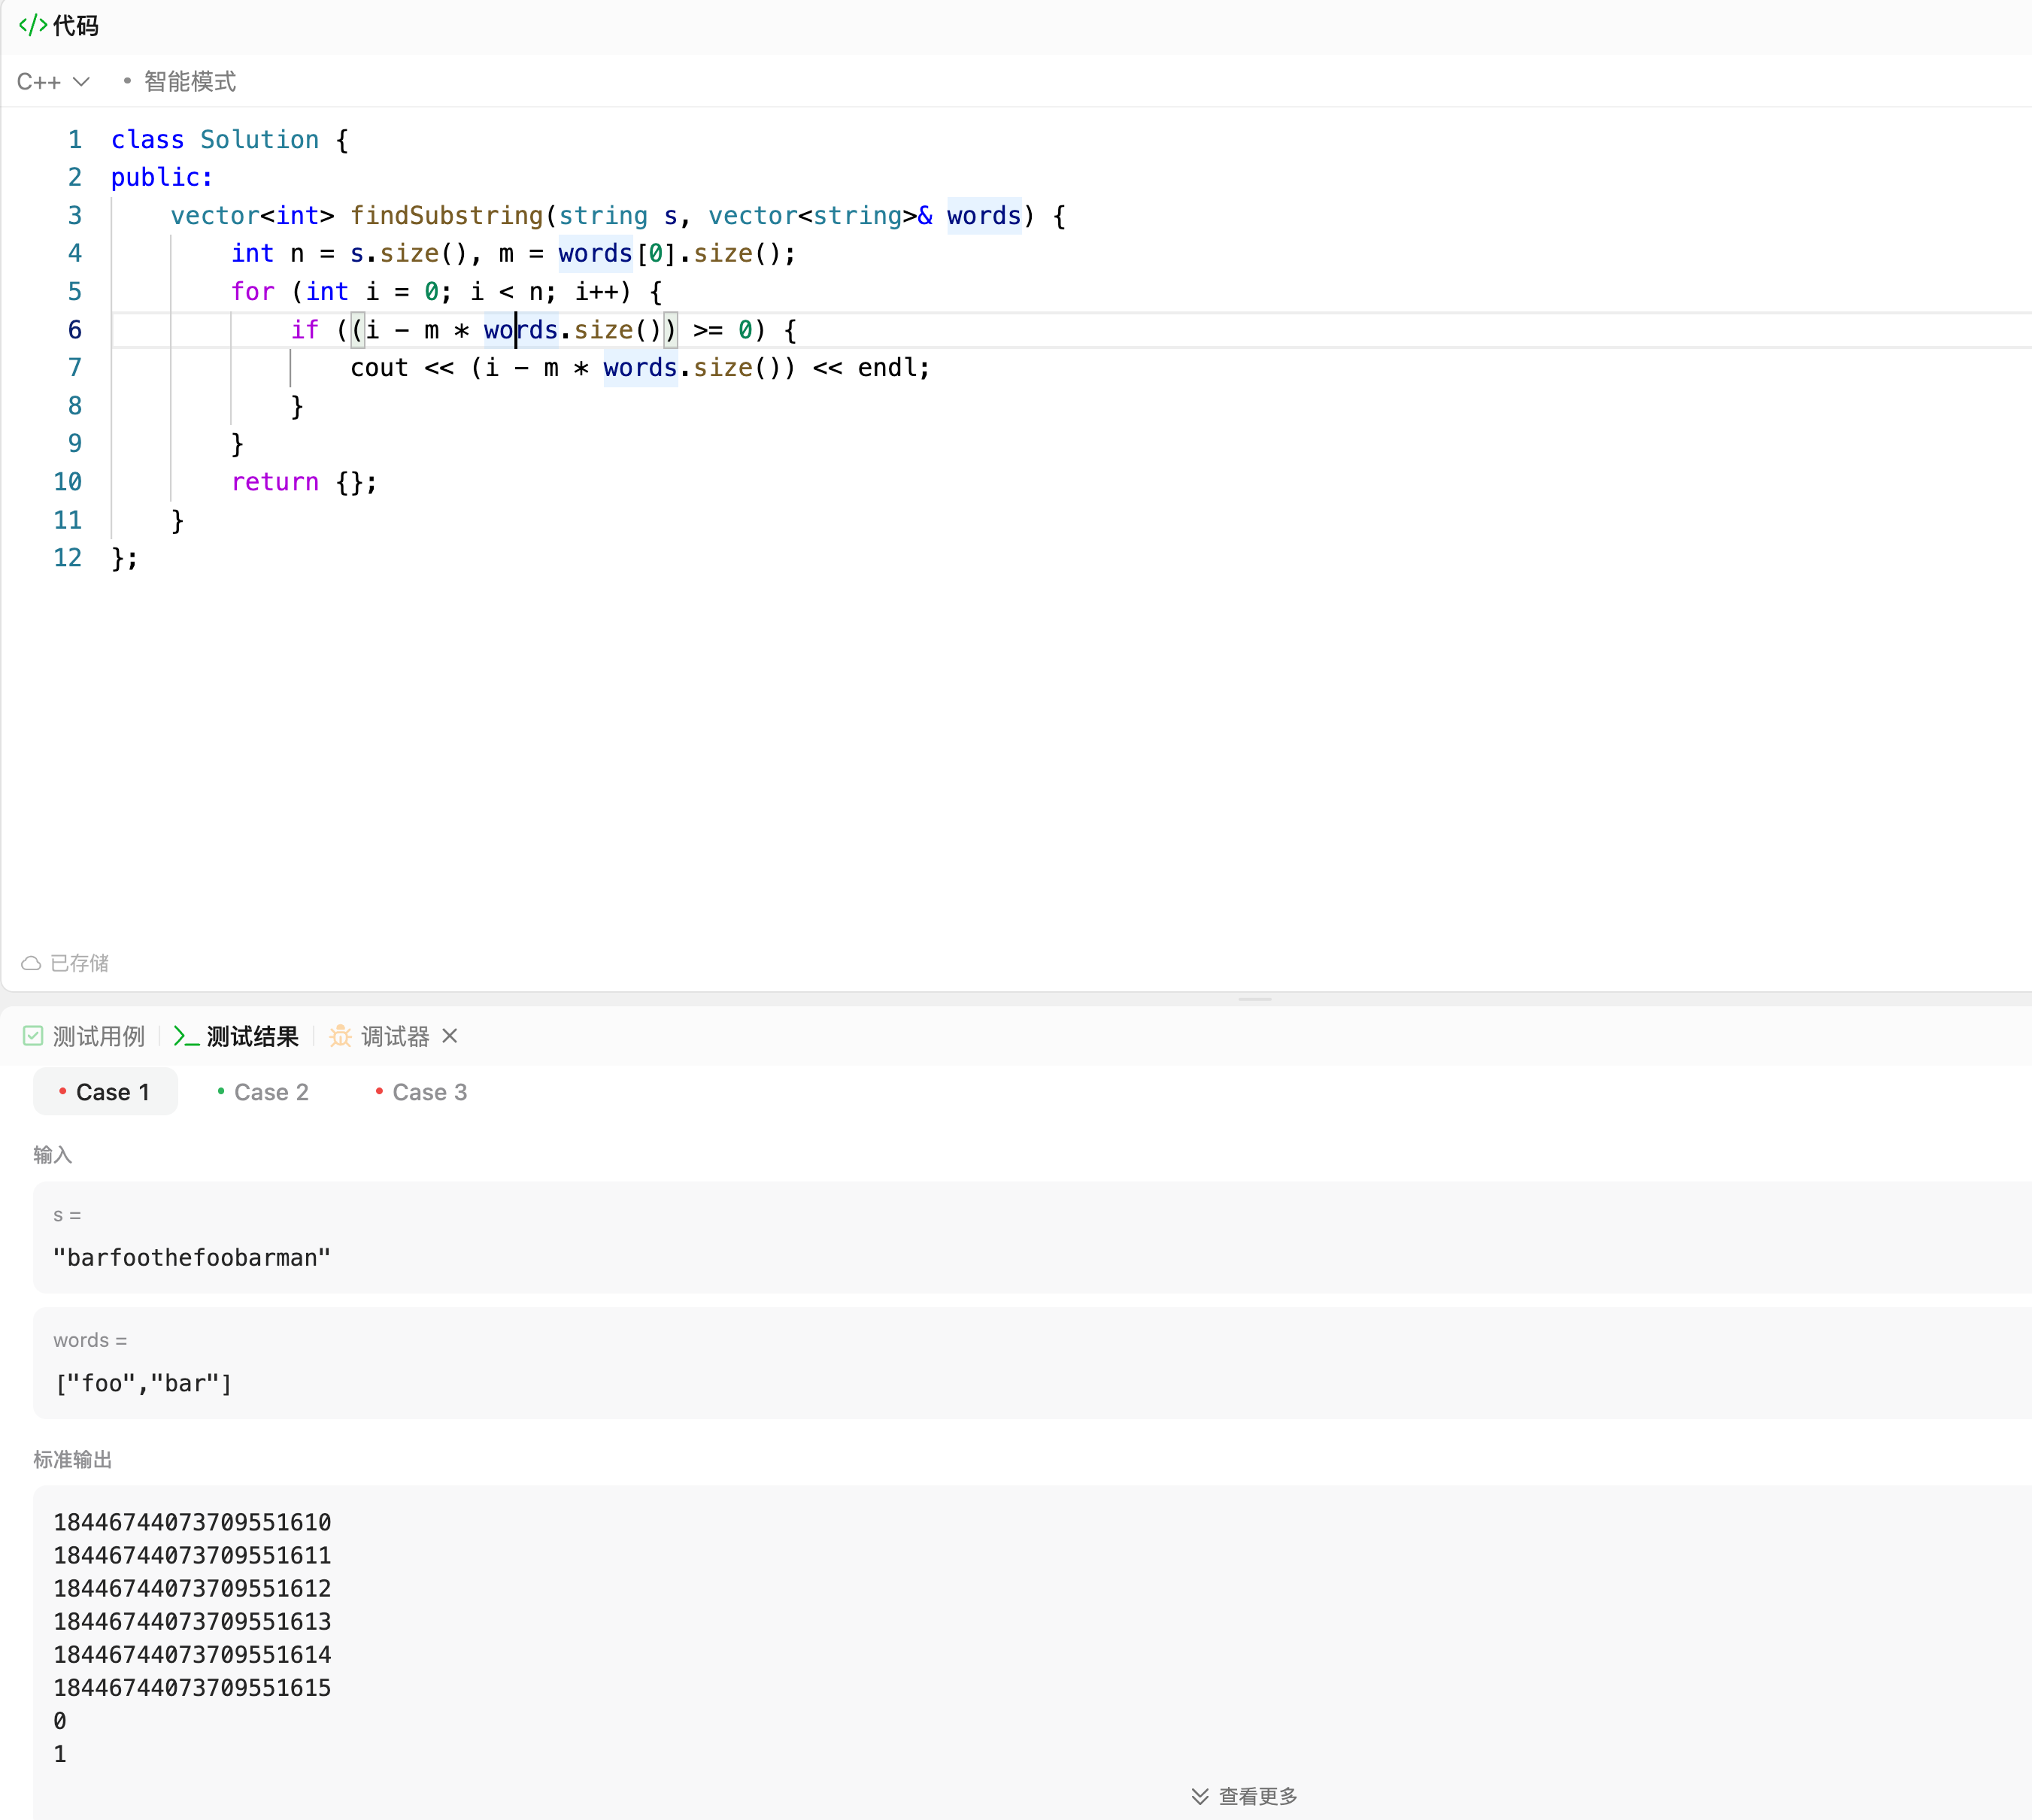 </>代码
C++ • 智能模式
1 class Solution {
2 public:
3     vector<int> findSubstring(string s, vector<string>& words) {
4         int n = s.size(), m = words[0].size();
5         for (int i = 0; i < n; i++) {
6             if ((i - m * words.size()) >= 0) {
7                 cout << (i - m * words.size()) << endl;
8             }
9         }
10         return {};
11     }
12 };
已存储
测试用例 >_ 测试结果 调试器 ×
• Case 1 • Case 2 • Case 3
输入
s =
"barfoothefoobarman"
words =
["foo","bar"]
标准输出
18446744073709551610
18446744073709551611
18446744073709551612
18446744073709551613
18446744073709551614
18446744073709551615
0
1
查看更多